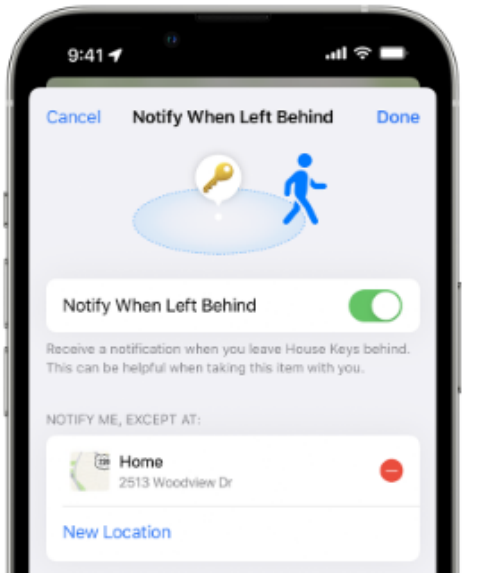 9:41
Cancel Notify When Left Behind Done
Notify When Left Behind
Receive a notification when you leave House Keys behind.
This can be helpful when taking this item with you.
NOTIFY ME, EXCEPT AT:
Home
2513 Woodview Dr
New Location